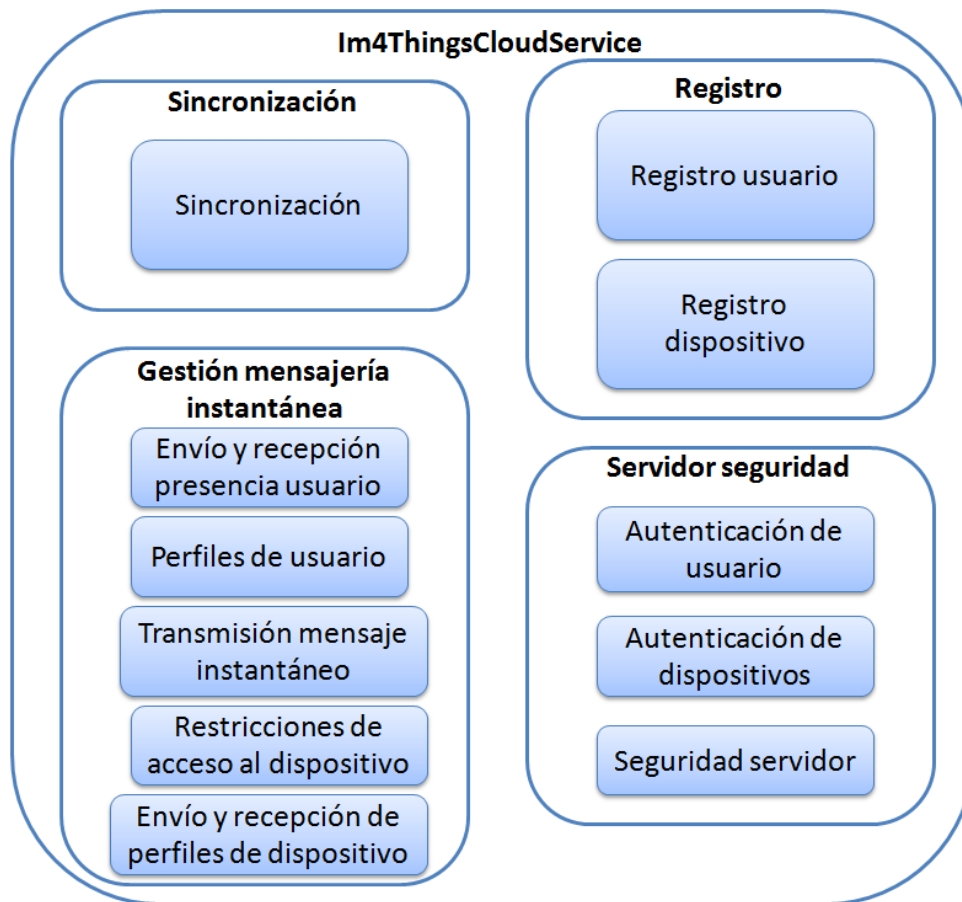 Im4ThingsCloudService
Sincronización
Sincronización
Registro
Registro usuario
Registro
dispositivo
Gestión mensajería
instantánea
Envío y recepción
presencia usuario
Perfiles de usuario
Transmisión mensaje
instantáneo
Restricciones de
acceso al dispositivo
Envío y recepción de
perfiles de dispositivo
Servidor seguridad
Autenticación de
usuario
Autenticación de
dispositivos
Seguridad servidor